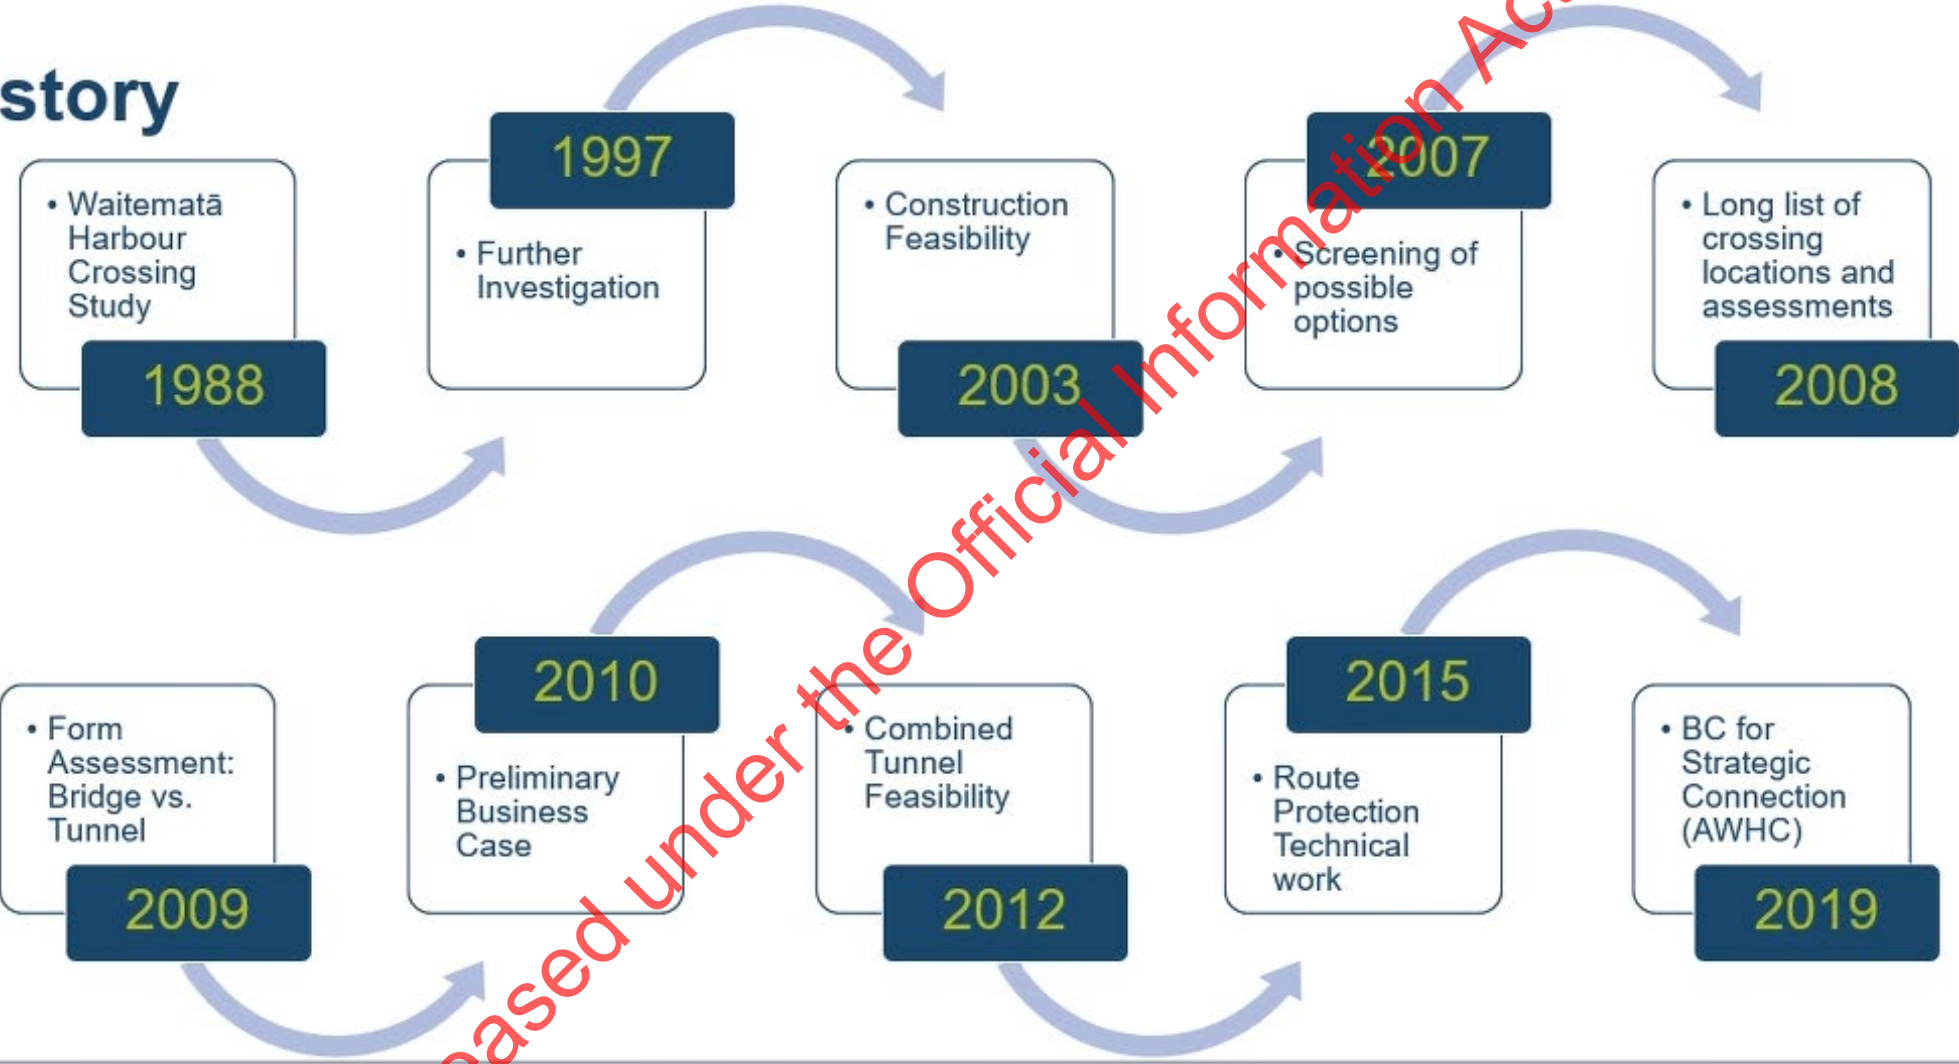 story
• Waitematā
Harbour
Crossing
Study
1988
1997
• Further
Investigation
• Construction
Feasibility
2003
2007
• Screening of
possible
options
• Long list of
crossing
locations and
assessments
2008
• Form
Assessment:
Bridge vs.
Tunnel
2009
2010
• Preliminary
Business
Case
• Combined
Tunnel
Feasibility
2012
2015
• Route
Protection
Technical
work
• BC for
Strategic
Connection
(AWHC)
2019
eased under the Official Information Ac